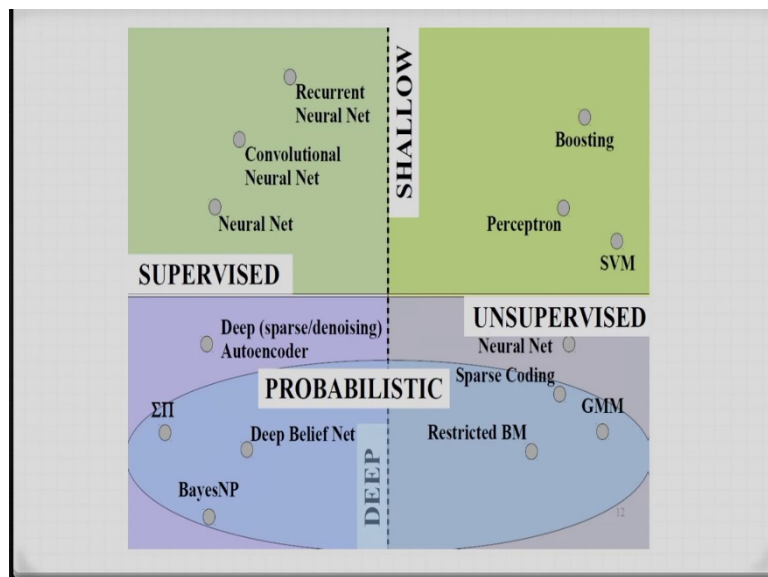 Recurrent
Neural Net
Convolutional
Neural Net
Neural Net
SHALLOW
Boosting
Perceptron
SVM
SUPERVISED
UNSUPERVISED
Deep (sparse/denoising)
Autoencoder
Neural Net
Sparse Coding
PROBABILISTIC
GMM
ΣΠ
Deep Belief Net
Restricted BM
BayesNP
DEEP
12